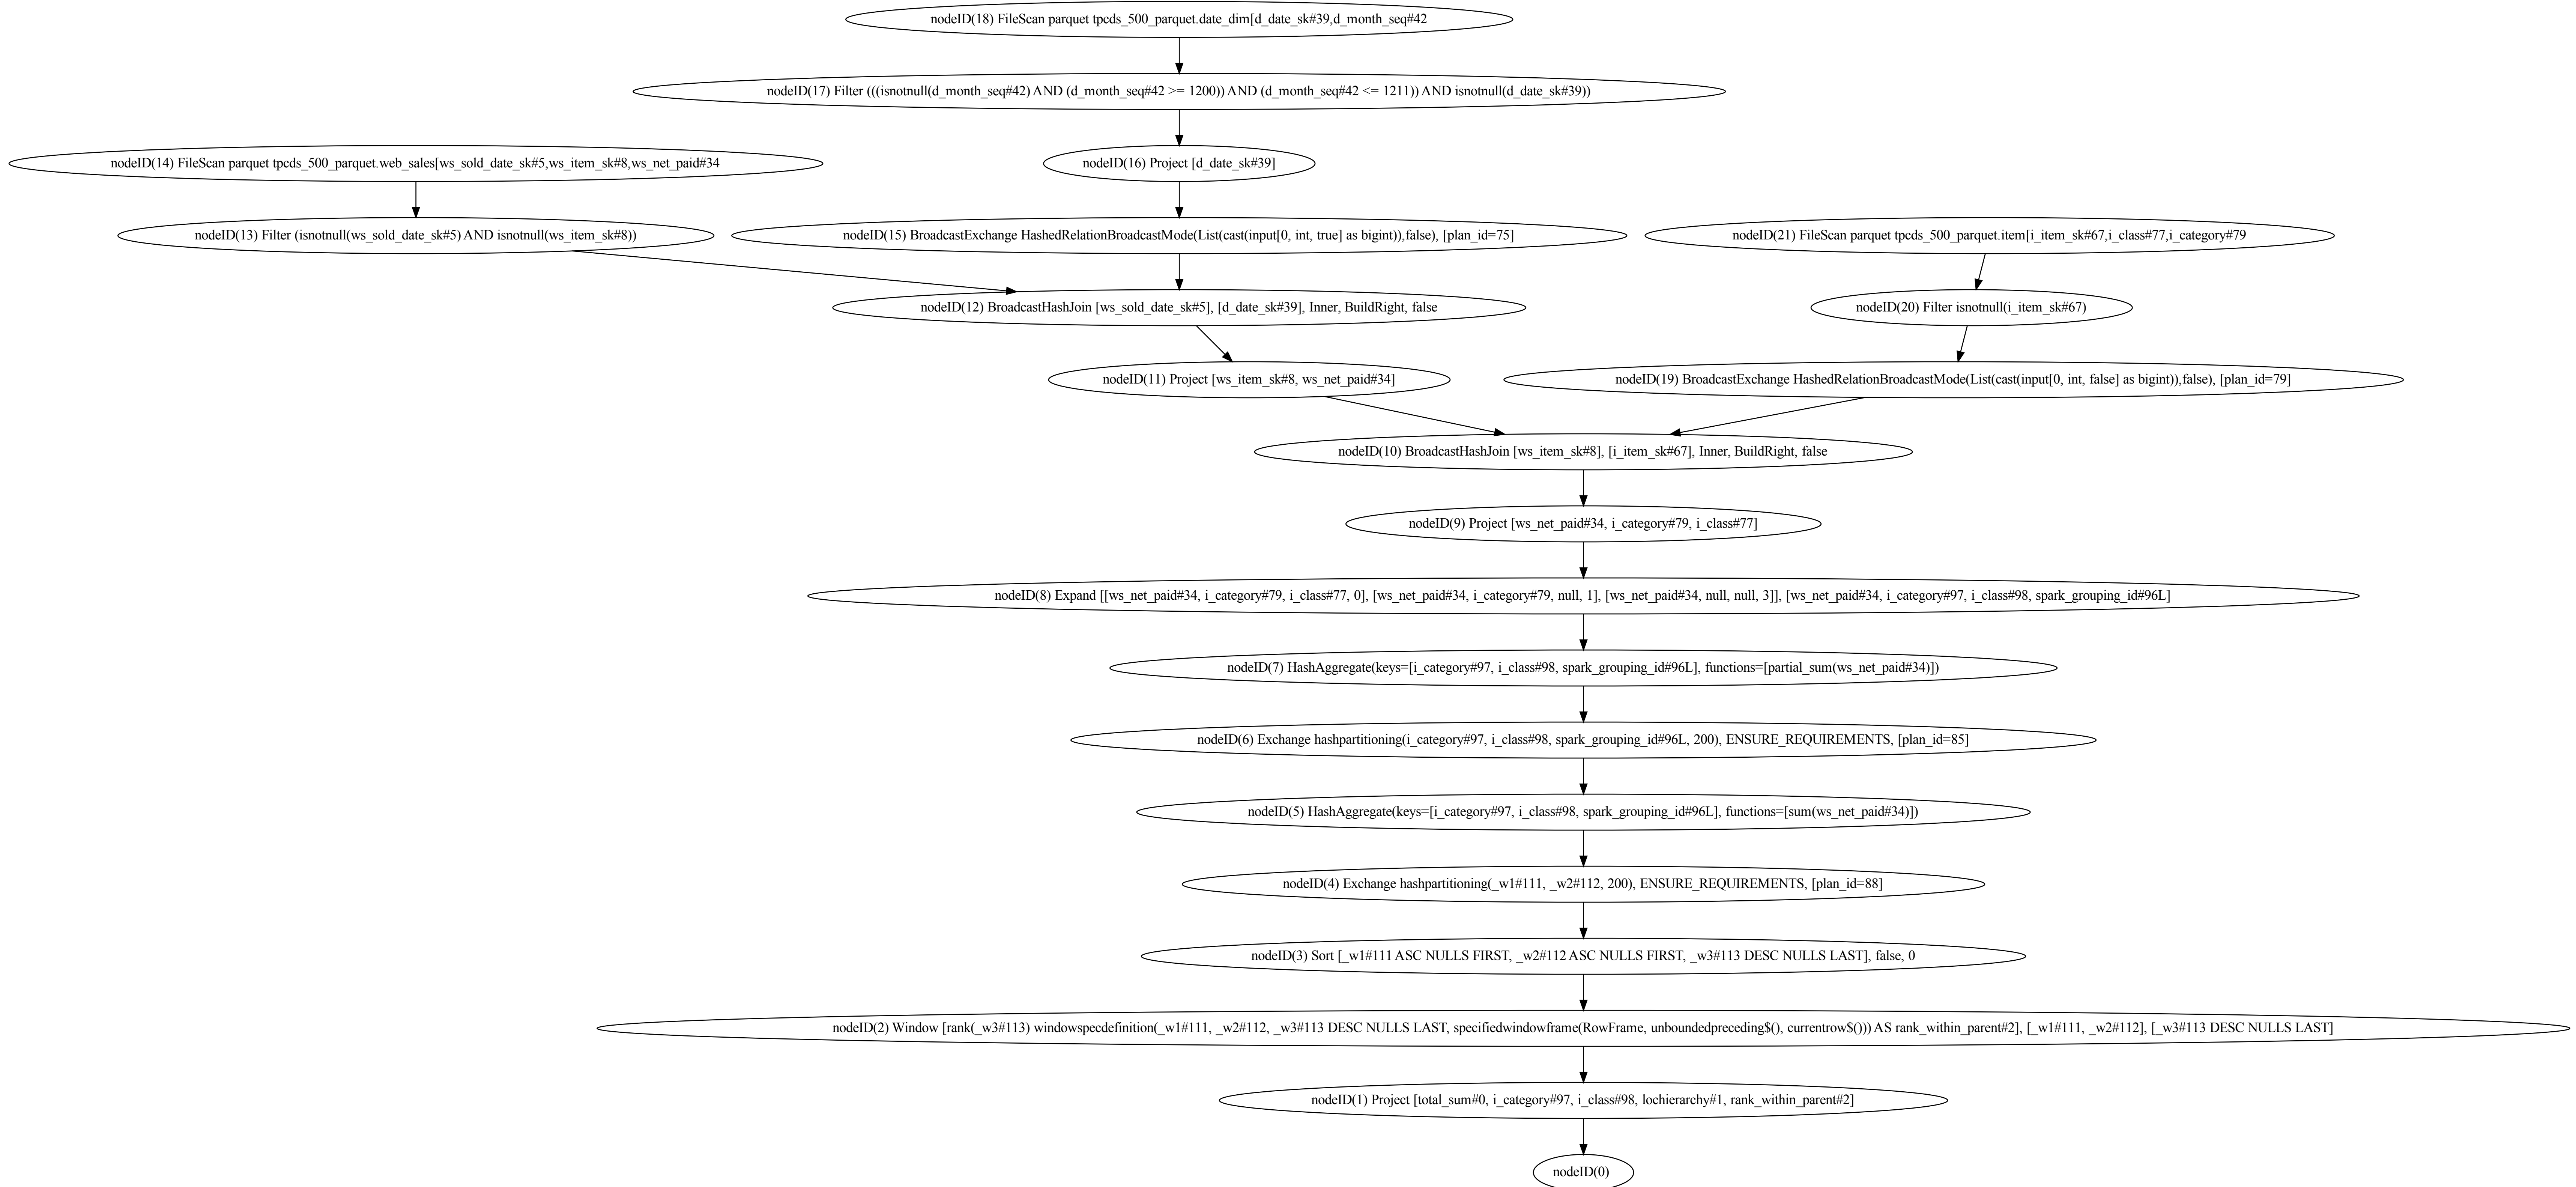 nodeID(18) FileScan parquet tpcds_500_parquet.date_dim[d_date_sk#39,d_month_seq#42
nodeID(17) Filter (((isnotnull(d_month_seq#42) AND (d_month_seq#42 >= 1200)) AND (d_month_seq#42 <= 1211)) AND isnotnull(d_date_sk#39))
nodeID(14) FileScan parquet tpcds_500_parquet.web_sales[ws_sold_date_sk#5,ws_item_sk#8,ws_net_paid#34
nodeID(16) Project [d_date_sk#39]
nodeID(13) Filter (isnotnull(ws_sold_date_sk#5) AND isnotnull(ws_item_sk#8))
nodeID(15) BroadcastExchange HashedRelationBroadcastMode(List(cast(input[0, int, true] as bigint)),false), [plan_id=75]
nodeID(21) FileScan parquet tpcds_500_parquet.item[i_item_sk#67,i_class#77,i_category#79
nodeID(12) BroadcastHashJoin [ws_sold_date_sk#5], [d_date_sk#39], Inner, BuildRight, false
nodeID(20) Filter isnotnull(i_item_sk#67)
nodeID(11) Project [ws_item_sk#8, ws_net_paid#34]
nodeID(19) BroadcastExchange HashedRelationBroadcastMode(List(cast(input[0, int, false] as bigint)),false), [plan_id=79]
nodeID(10) BroadcastHashJoin [ws_item_sk#8], [i_item_sk#67], Inner, BuildRight, false
nodeID(9) Project [ws_net_paid#34, i_category#79, i_class#77]
nodeID(8) Expand [[ws_net_paid#34, i_category#79, i_class#77, 0], [ws_net_paid#34, i_category#79, null, 1], [ws_net_paid#34, null, null, 3]], [ws_net_paid#34, i_category#97, i_class#98, spark_grouping_id#96L]
nodeID(7) HashAggregate(keys=[i_category#97, i_class#98, spark_grouping_id#96L], functions=[partial_sum(ws_net_paid#34)])
nodeID(6) Exchange hashpartitioning(i_category#97, i_class#98, spark_grouping_id#96L, 200), ENSURE_REQUIREMENTS, [plan_id=85]
nodeID(5) HashAggregate(keys=[i_category#97, i_class#98, spark_grouping_id#96L], functions=[sum(ws_net_paid#34)])
nodeID(4) Exchange hashpartitioning(_w1#111, _w2#112, 200), ENSURE_REQUIREMENTS, [plan_id=88]
nodeID(3) Sort [_w1#111 ASC NULLS FIRST, _w2#112 ASC NULLS FIRST, _w3#113 DESC NULLS LAST], false, 0
nodeID(2) Window [rank(_w3#113) windowspecdefinition(_w1#111, _w2#112, _w3#113 DESC NULLS LAST, specifiedwindowframe(RowFrame, unboundedpreceding$(), currentrow$())) AS rank_within_parent#2], [_w1#111, _w2#112], [_w3#113 DESC NULLS LAST]
nodeID(1) Project [total_sum#0, i_category#97, i_class#98, lochierarchy#1, rank_within_parent#2]
nodeID(0)